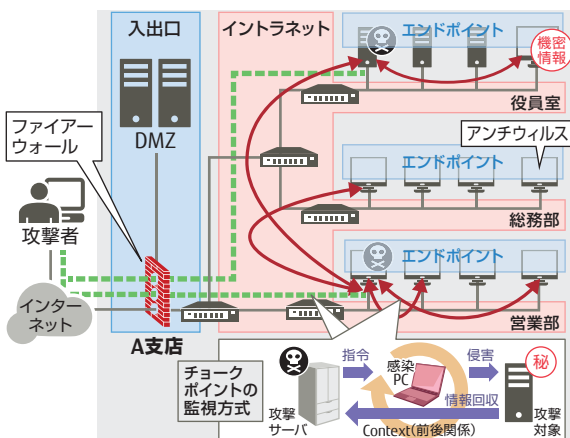 入出口
イントラネット
エンドポイント
機密
情報
役員室
DMZ
ファイアー
ウォール
アンチウィルス
エンドポイント
総務部
攻撃者
エンドポイント
インター
ネット
A支店
営業部
チョーク
ポイントの
監視方式
指令
感染
PC
侵害
秘
情報回収
攻撃
サーバ
Context(前後関係)
攻撃
対象